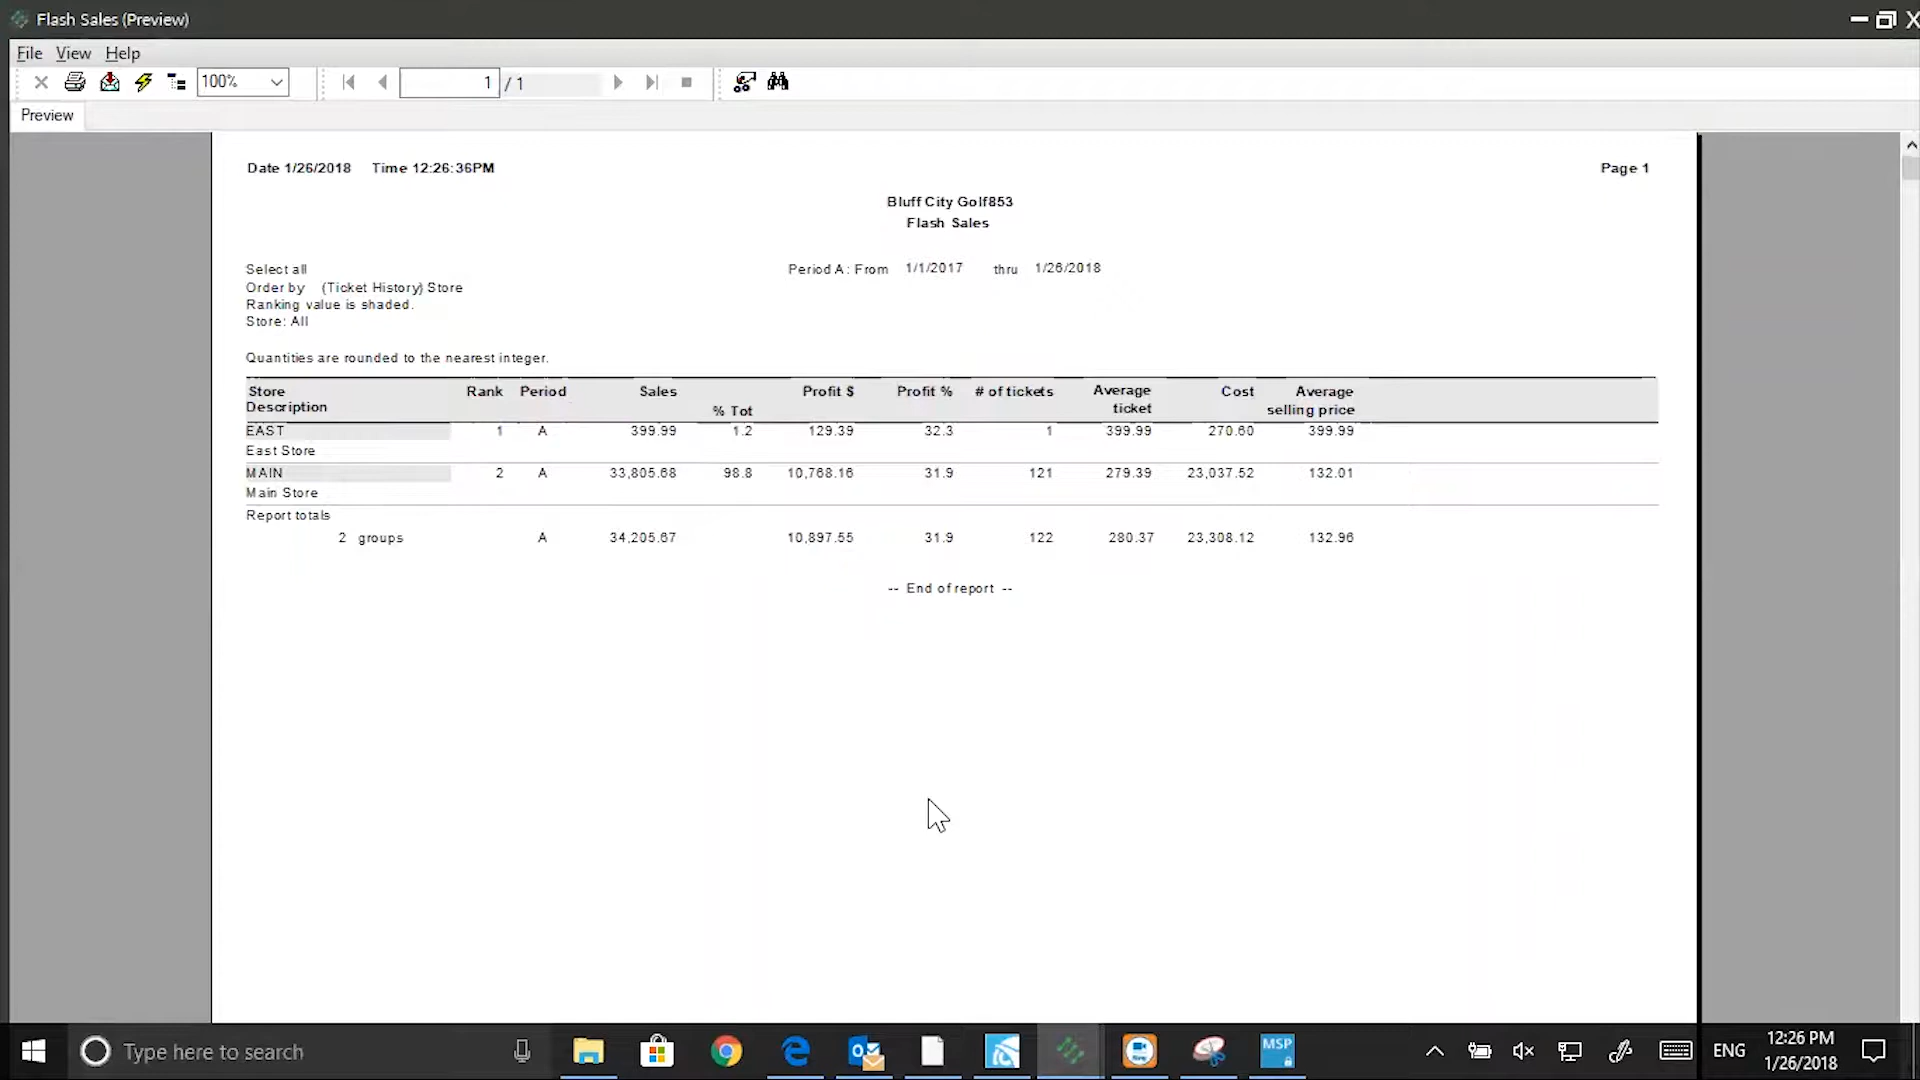 Flash Sales (Preview)
File View Help
100% 1 / 1
Preview
Date 1/26/2018 Time 12:26:36PM Page 1
Bluff City Golf853
Flash Sales
Select all Period A: From 1/1/2017 thru 1/26/2018
Order by (Ticket History) Store
Ranking value is shaded.
Store: All
Quantities are rounded to the nearest integer.
Store Rank Period Sales Profit $ Profit % # of tickets Average Cost Average
Description % Tot ticket selling price
EAST 1 A 399.99 1.2 129.39 32.3 1 399.99 270.60 399.99
East Store
MAIN 2 A 33,805.68 98.8 10,768.16 31.9 121 279.39 23,037.52 132.01
Main Store
Report totals
2 groups A 34,205.67 10,897.55 31.9 122 280.37 23,308.12 132.96
-- End of report --
Type here to search MSP ENG 12:26 PM
1/26/2018